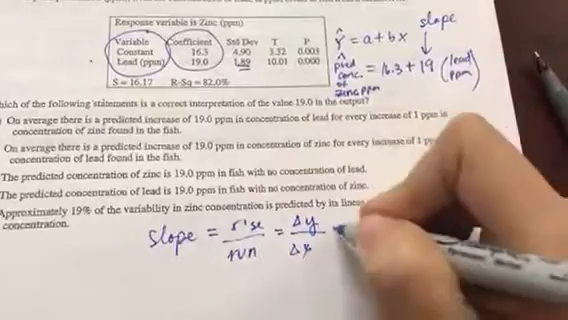 Response variable is Zinc (ppm)
Variable Coefficient Std Dev T P
Constant 16.3 4.90 3.32 0.003
Lead (ppm) 19.0 1.89 10.01 0.000
S = 16.17 R-Sq = 82.0%
slope
ŷ = a + bx
pred conc. of zinc ppm = 16.3 + 19 (lead ppm)
hich of the following statements is a correct interpretation of the value 19.0 in the output?
On average there is a predicted increase of 19.0 ppm in concentration of lead for every increase of 1 ppm in
concentration of zinc found in the fish.
On average there is a predicted increase of 19.0 ppm in concentration of zinc for every increase of 1
concentration of lead found in the fish.
The predicted concentration of zinc is 19.0 ppm in fish with no concentration of lead.
The predicted concentration of lead is 19.0 ppm in fish with no concentration of zinc.
Approximately 19% of the variability in zinc concentration is predicted by its linea
concentration.
slope = rise/run = Δy/Δx